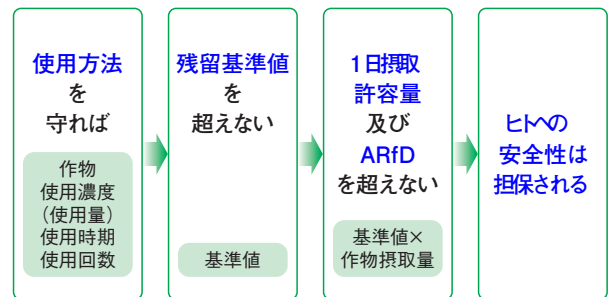 使用方法
を
守れば
作物
使用濃度
（使用量）
使用時期
使用回数
残留基準値
を
超えない
基準値
1日摂取
許容量
及び
ARfD
を超えない
基準値×
作物摂取量
ヒトへの
安全性は
担保される